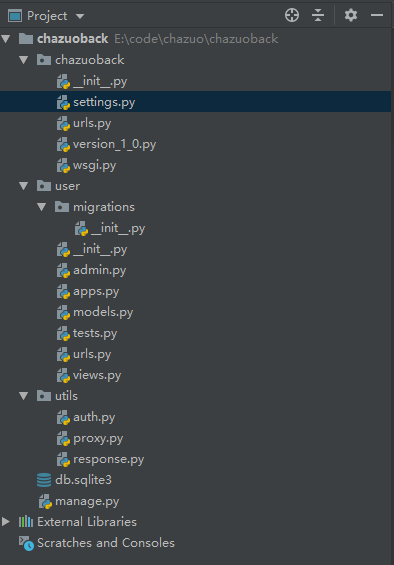 Project
chazuoback E:\code\chazuo\chazuoback
chazuoback
__init__.py
settings.py
urls.py
version_1_0.py
wsgi.py
user
migrations
__init__.py
__init__.py
admin.py
apps.py
models.py
tests.py
urls.py
views.py
utils
auth.py
proxy.py
response.py
db.sqlite3
manage.py
External Libraries
Scratches and Consoles